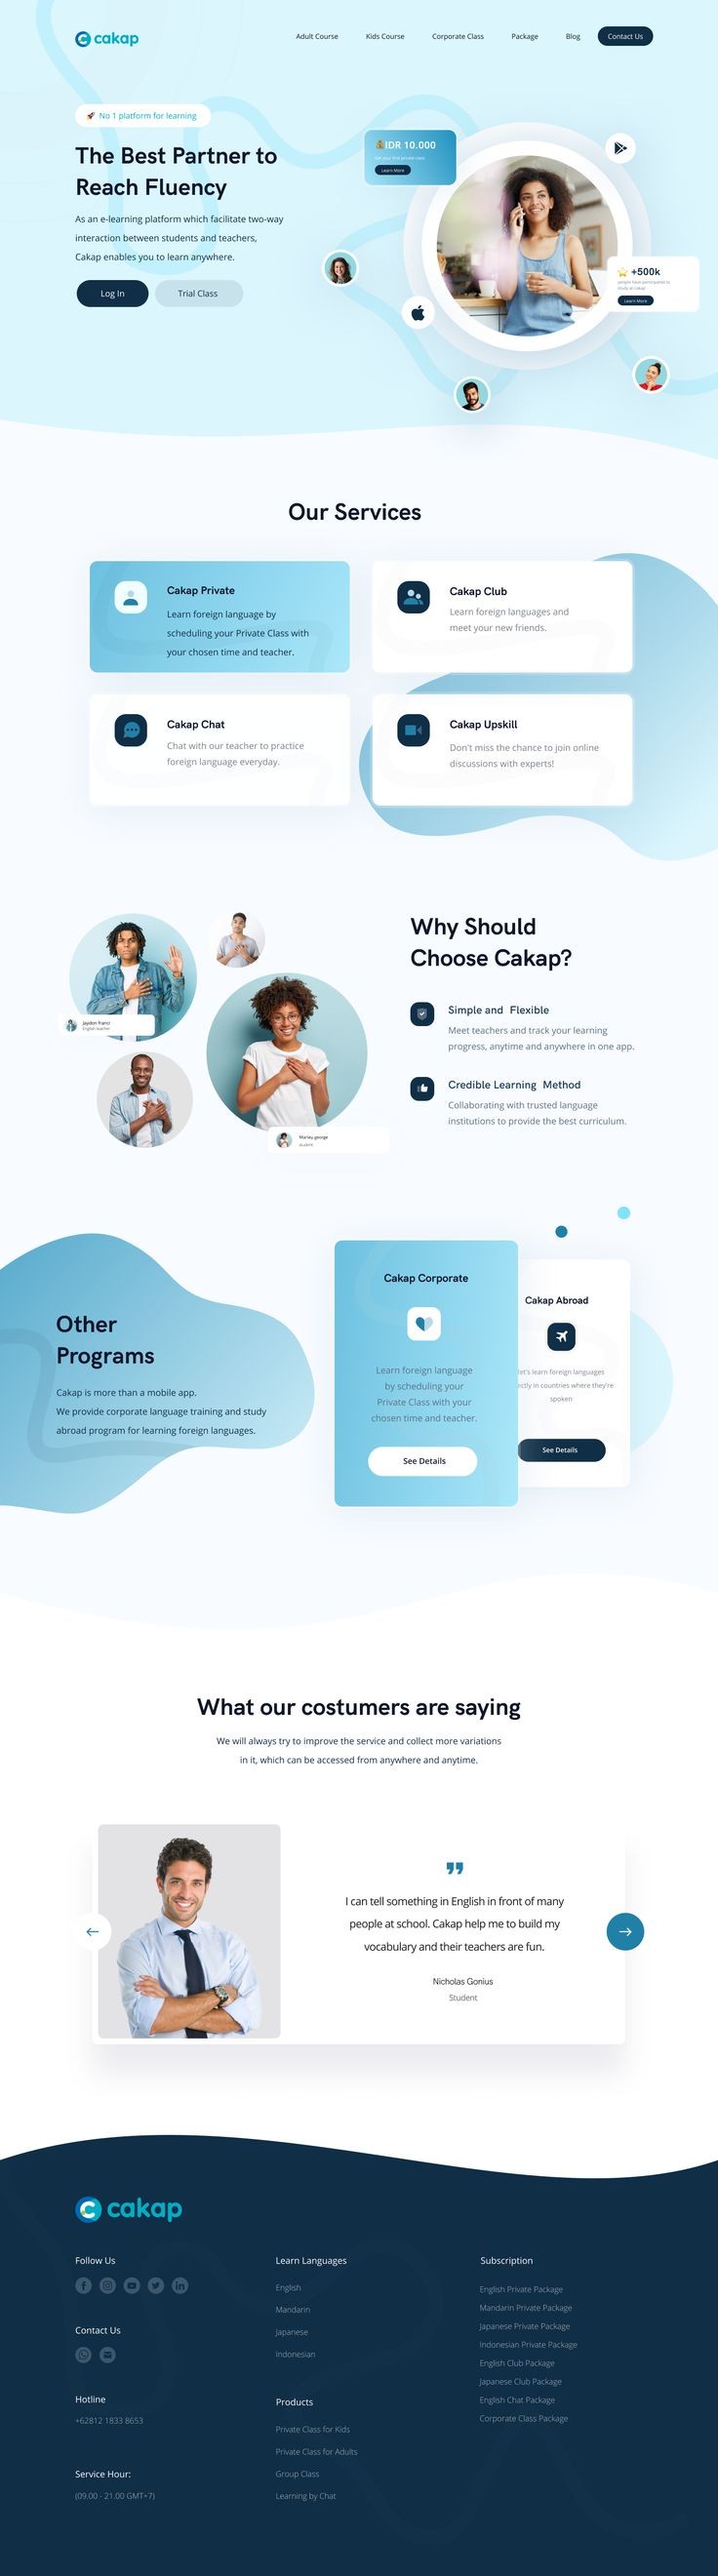 cakap
Adult Course
Kids Course
Corporate Class
Package
Blog
Contact Us
No 1 platform for learning
The Best Partner to
Reach Fluency
As an e-learning platform which facilitate two-way
interaction between students and teachers,
Cakap enables you to learn anywhere.
Log In
Trial Class
IDR 10.000
Learn More
+500k
people have participated to
study at cakap
Learn More
Our Services
Cakap Private
Learn foreign language by
scheduling your Private Class with
your chosen time and teacher.
Cakap Club
Learn foreign languages and
meet your new friends.
Cakap Chat
Chat with our teacher to practice
foreign language everyday.
Cakap Upskill
Don't miss the chance to join online
discussions with experts!
Jaydon franci
English teacher
Marley george
student
Why Should
Choose Cakap?
Simple and Flexible
Meet teachers and track your learning
progress, anytime and anywhere in one app.
Credible Learning Method
Collaborating with trusted language
institutions to provide the best curriculum.
Other
Programs
Cakap is more than a mobile app.
We provide corporate language training and study
abroad program for learning foreign languages.
Cakap Corporate
Learn foreign language
by scheduling your
Private Class with your
chosen time and teacher.
See Details
Cakap Abroad
let's learn foreign languages
ectly in countries where they're
spoken
See Details
What our costumers are saying
We will always try to improve the service and collect more variations
in it, which can be accessed from anywhere and anytime.
I can tell something in English in front of many
people at school. Cakap help me to build my
vocabulary and their teachers are fun.
Nicholas Gonius
Student
cakap
Follow Us
Contact Us
Hotline
+62812 1833 8653
Service Hour:
(09.00 - 21.00 GMT+7)
Learn Languages
English
Mandarin
Japanese
Indonesian
Products
Private Class for Kids
Private Class for Adults
Group Class
Learning by Chat
Subscription
English Private Package
Mandarin Private Package
Japanese Private Package
Indonesian Private Package
English Club Package
Japanese Club Package
English Chat Package
Corporate Class Package